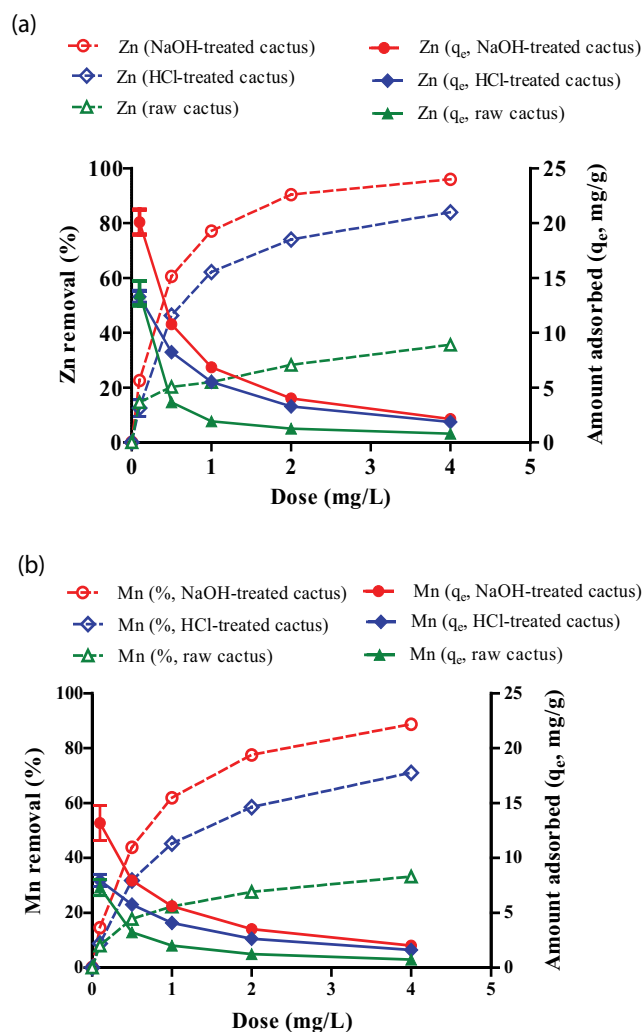 (a)
Zn (NaOH-treated cactus)
Zn (HCl-treated cactus)
Zn (raw cactus)
Zn (qe, NaOH-treated cactus)
Zn (qe, HCl-treated cactus)
Zn (qe, raw cactus)
Zn removal (%)
100
80
60
40
20
0
0
1
2
3
4
5
Dose (mg/L)
25
20
15
10
5
0
Amount adsorbed (qe, mg/g)
(b)
Mn (%, NaOH-treated cactus)
Mn (%, HCl-treated cactus)
Mn (%, raw cactus)
Mn (qe, NaOH-treated cactus)
Mn (qe, HCl-treated cactus)
Mn (qe, raw cactus)
Mn removal (%)
100
80
60
40
20
0
0
1
2
3
4
5
Dose (mg/L)
25
20
15
10
5
0
Amount adsorbed (qe, mg/g)